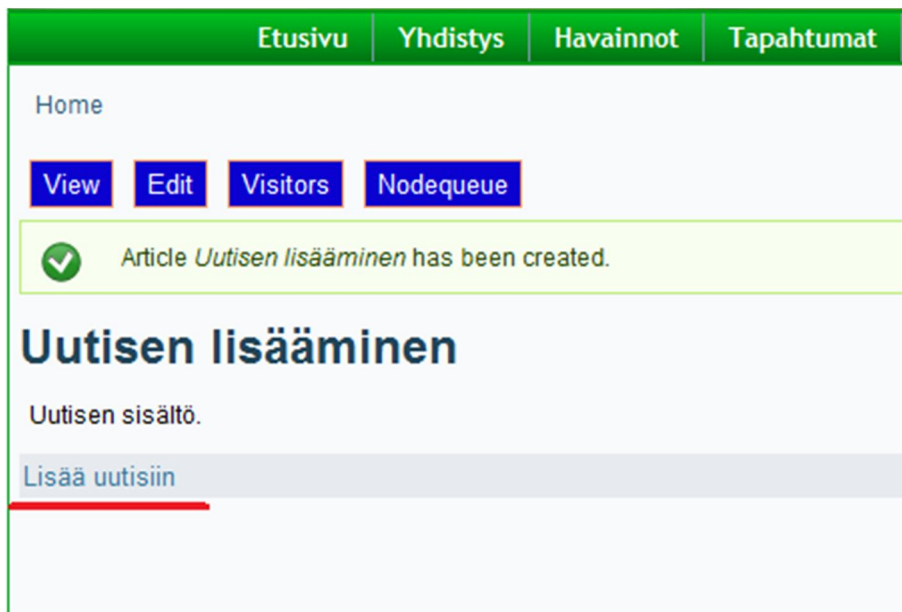 Etusivu Yhdistys Havainnot Tapahtumat
Home
View Edit Visitors Nodequeue
Article Uutisen lisääminen has been created.
Uutisen lisääminen
Uutisen sisältö.
Lisää uutisiin